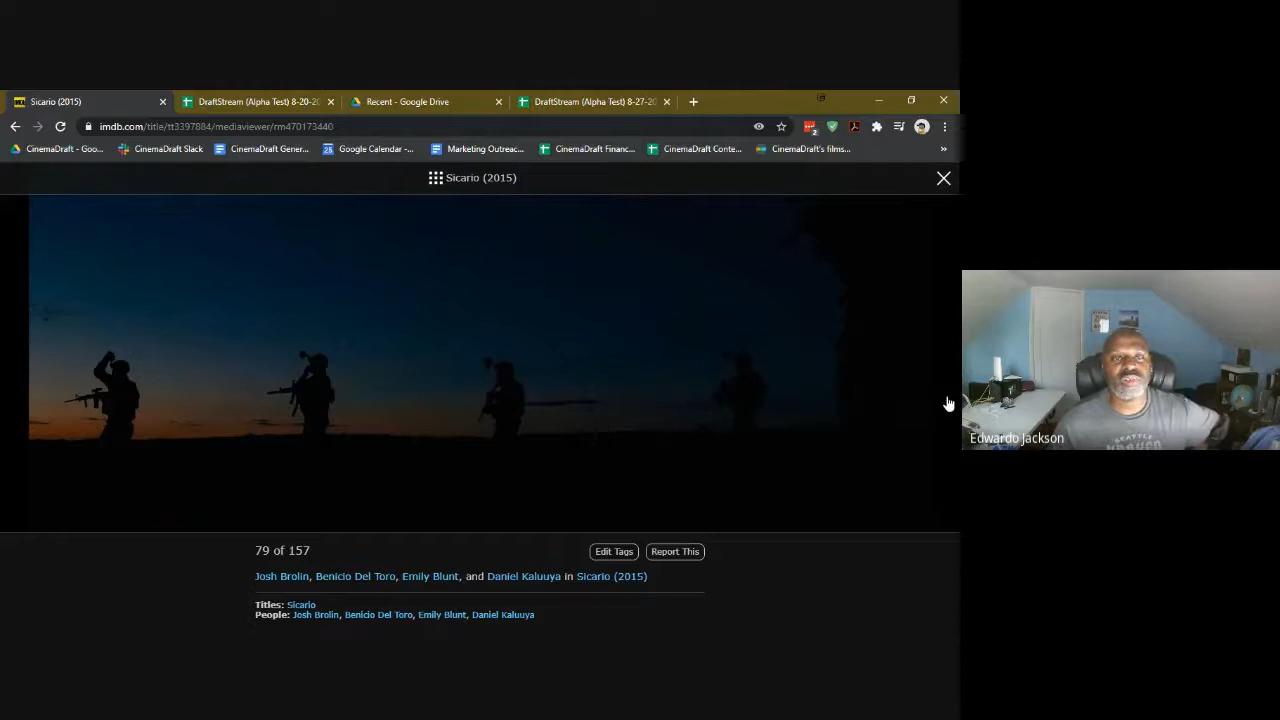 Sicario (2015)
DraftStream (Alpha Test) 8-20-20
Recent - Google Drive
DraftStream (Alpha Test) 8-27-20
imdb.com/title/tt3397884/mediaviewer/rm470173440
2
CinemaDraft - Goo...
CinemaDraft Slack
CinemaDraft Gener...
Google Calendar -...
Marketing Outreac...
CinemaDraft Financ...
CinemaDraft Conte...
CinemaDraft's films...
Sicario (2015)
Edwardo Jackson
79 of 157
Edit Tags
Report This
Josh Brolin, Benicio Del Toro, Emily Blunt, and Daniel Kaluuya in Sicario (2015)
Titles: Sicario
People: Josh Brolin, Benicio Del Toro, Emily Blunt, Daniel Kaluuya